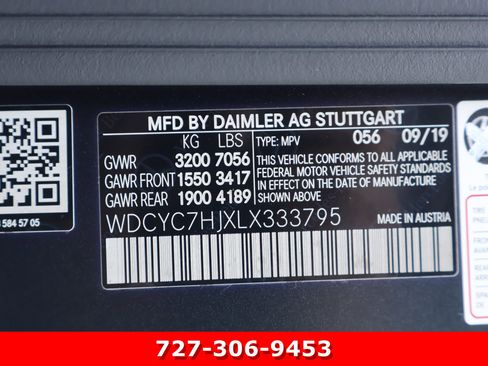 MFD BY DAIMLER AG STUTTGART
KG LBS TYPE: MPV 056 09/19
GVWR 3200 7056
GAWR FRONT 1550 3417
GAWR REAR 1900 4189
THIS VEHICLE CONFORMS TO ALL APPLICABLE
FEDERAL MOTOR VEHICLE SAFETY STANDARDS
IN EFFECT ON THE DATE OF MANUFACTURE
SHOWN ABOVE.
WDCYC7HJXLX333795 MADE IN AUSTRIA
584 5705
727-306-9453